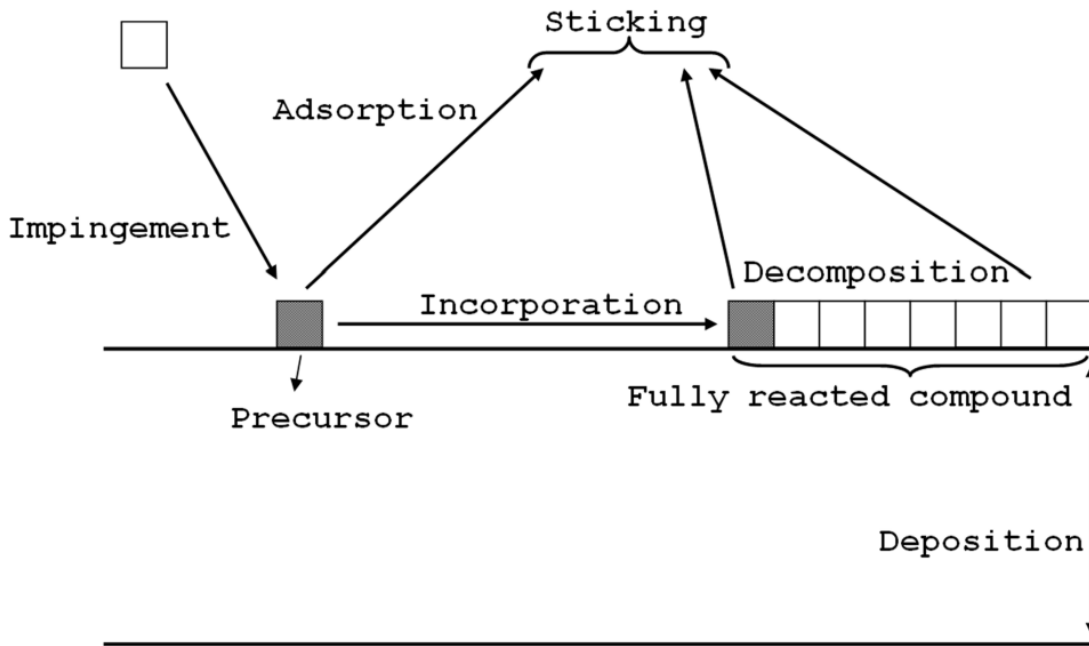 Sticking
Adsorption
Impingement
Decomposition
Incorporation
Fully reacted compound
Precursor
Deposition